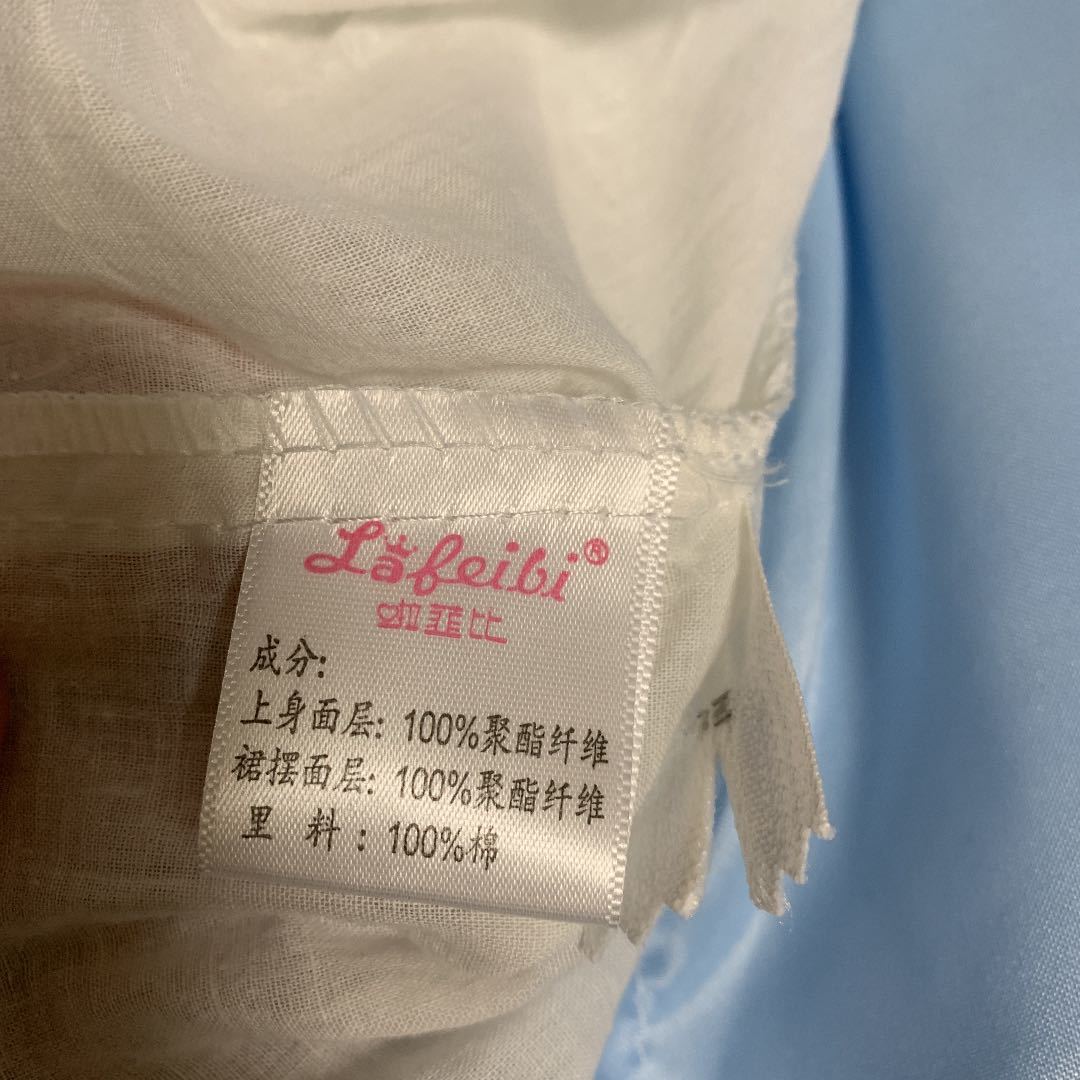 Lafeibi®
啦菲比
成分:
上身面层: 100%聚酯纤维
裙摆面层: 100%聚酯纤维
里 料 : 100%棉